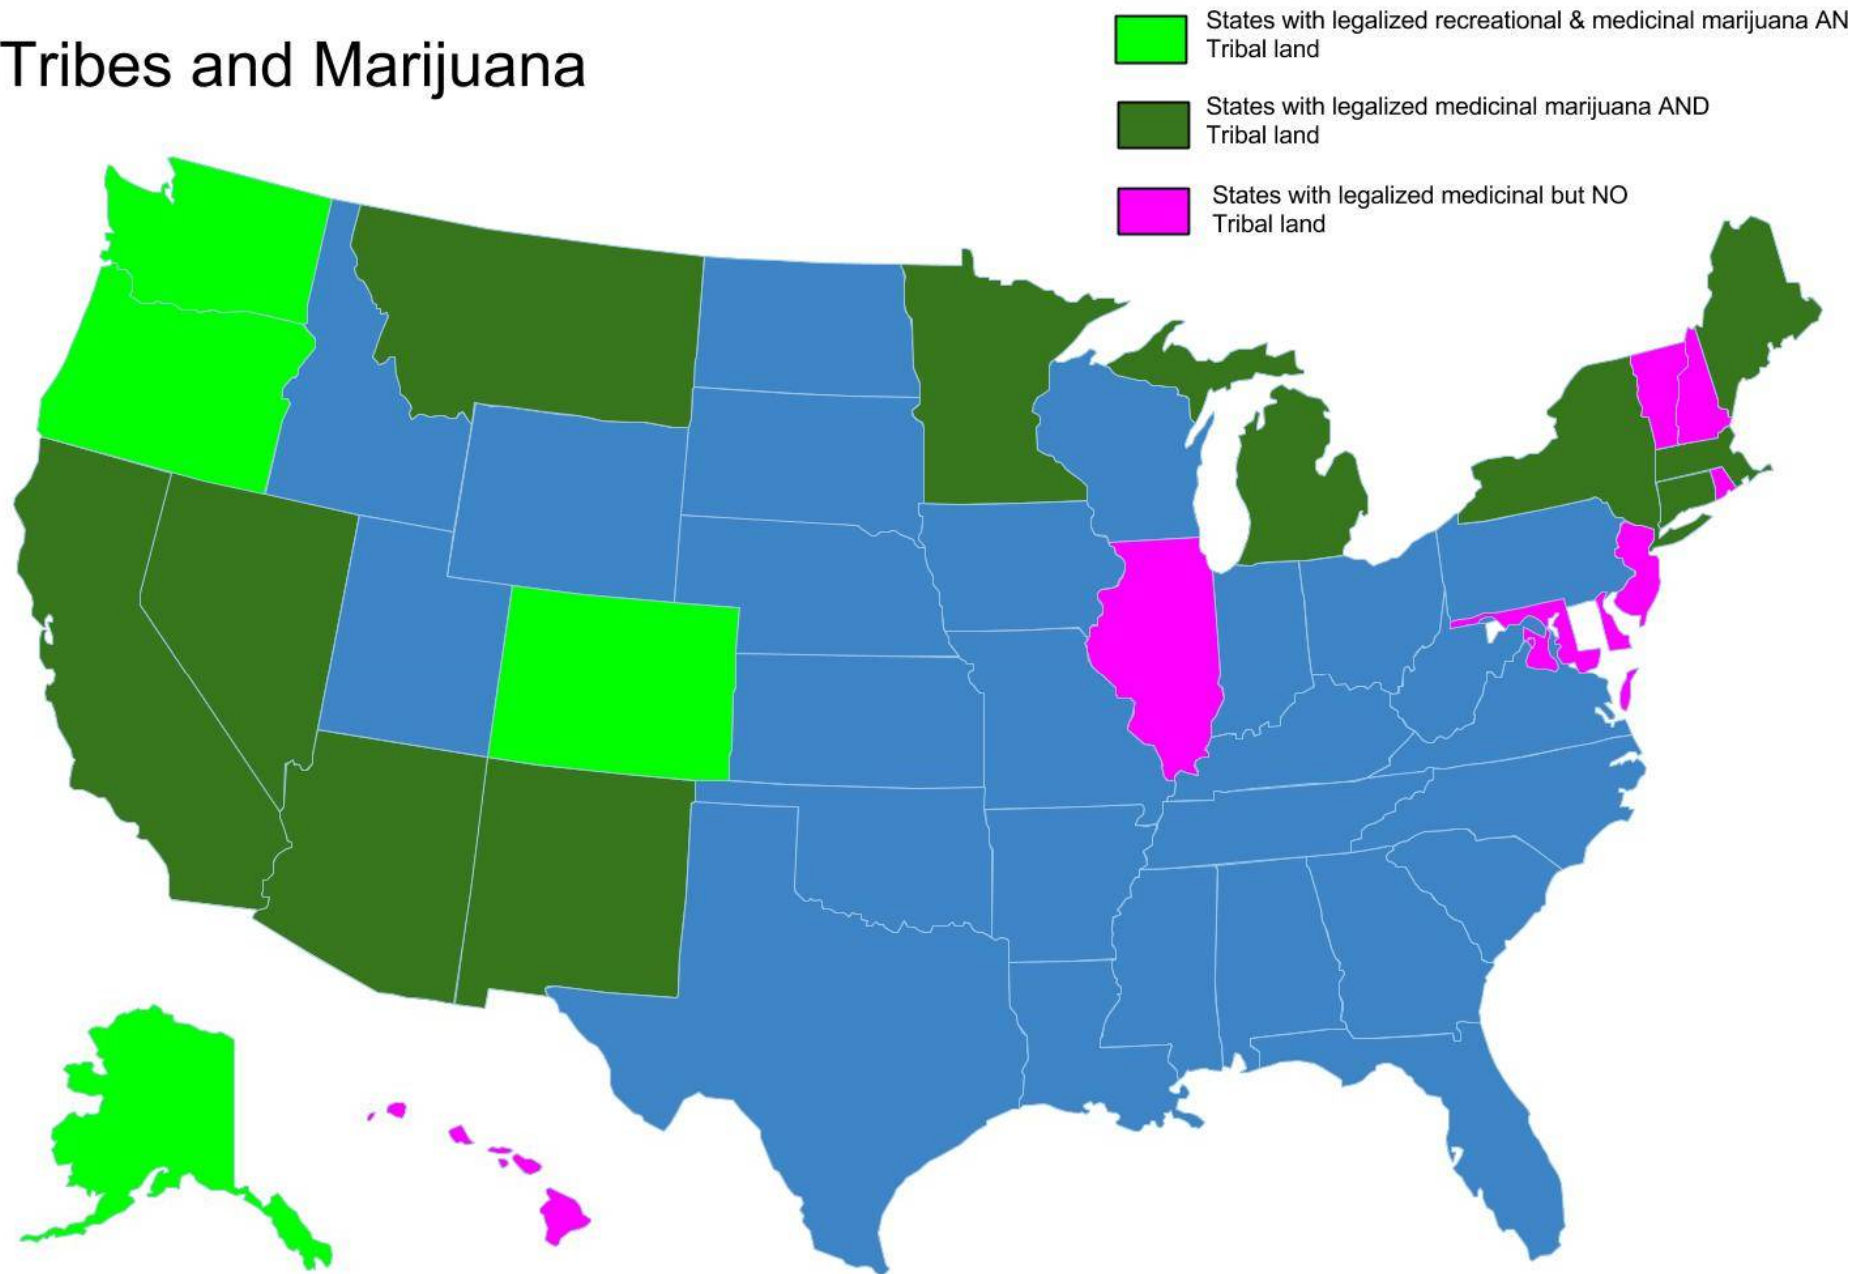 Tribes and Marijuana
States with legalized recreational & medicinal marijuana AN
Tribal land
States with legalized medicinal marijuana AND
Tribal land
States with legalized medicinal but NO
Tribal land